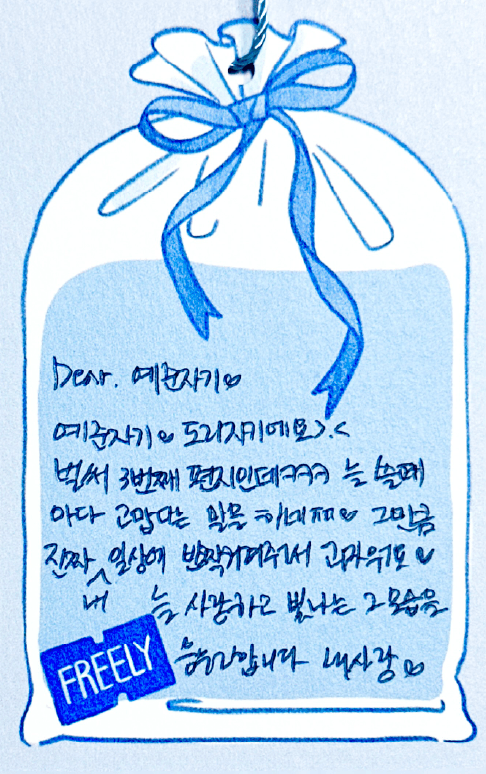 Dear. 예준자기♡
예준자기♡ 도리자기에요>.<
벌써 3번째 편지인데ㅋㅋㅋ 늘 쓸때
마다 고맙다는 말을 하네ㅠㅠ♡ 그만큼
진짜 내 일상에 반짝거려주어서 고마워요♡
늘 사랑하고 빛나는 그 모습을
응원합니다 내사랑♡
FREELY